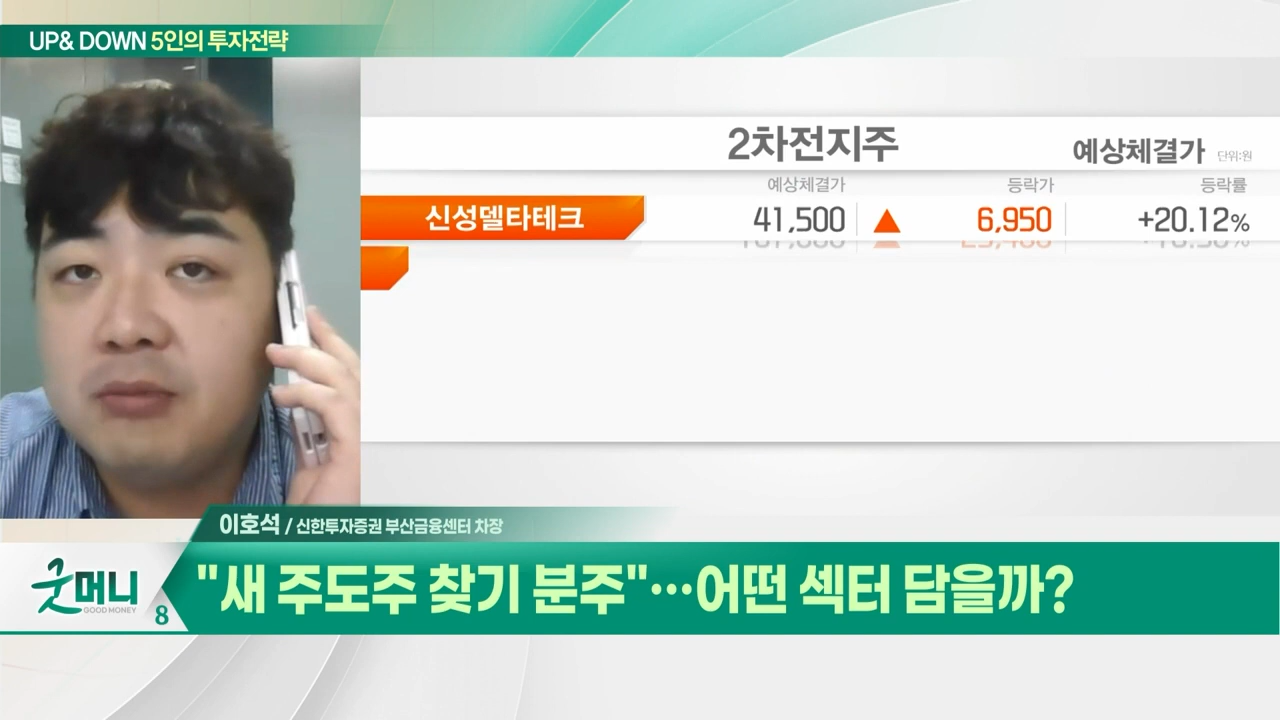 UP& DOWN 5인의 투자전략
2차전지주
예상체결가 단위:원
예상체결가 등락가 등락률
신성델타테크 41,500 ▲ 6,950 +20.12%
이호석 / 신한투자증권 부산금융센터 차장
"새 주도주 찾기 분주"…어떤 섹터 담을까?
굿머니
GOOD MONEY
8